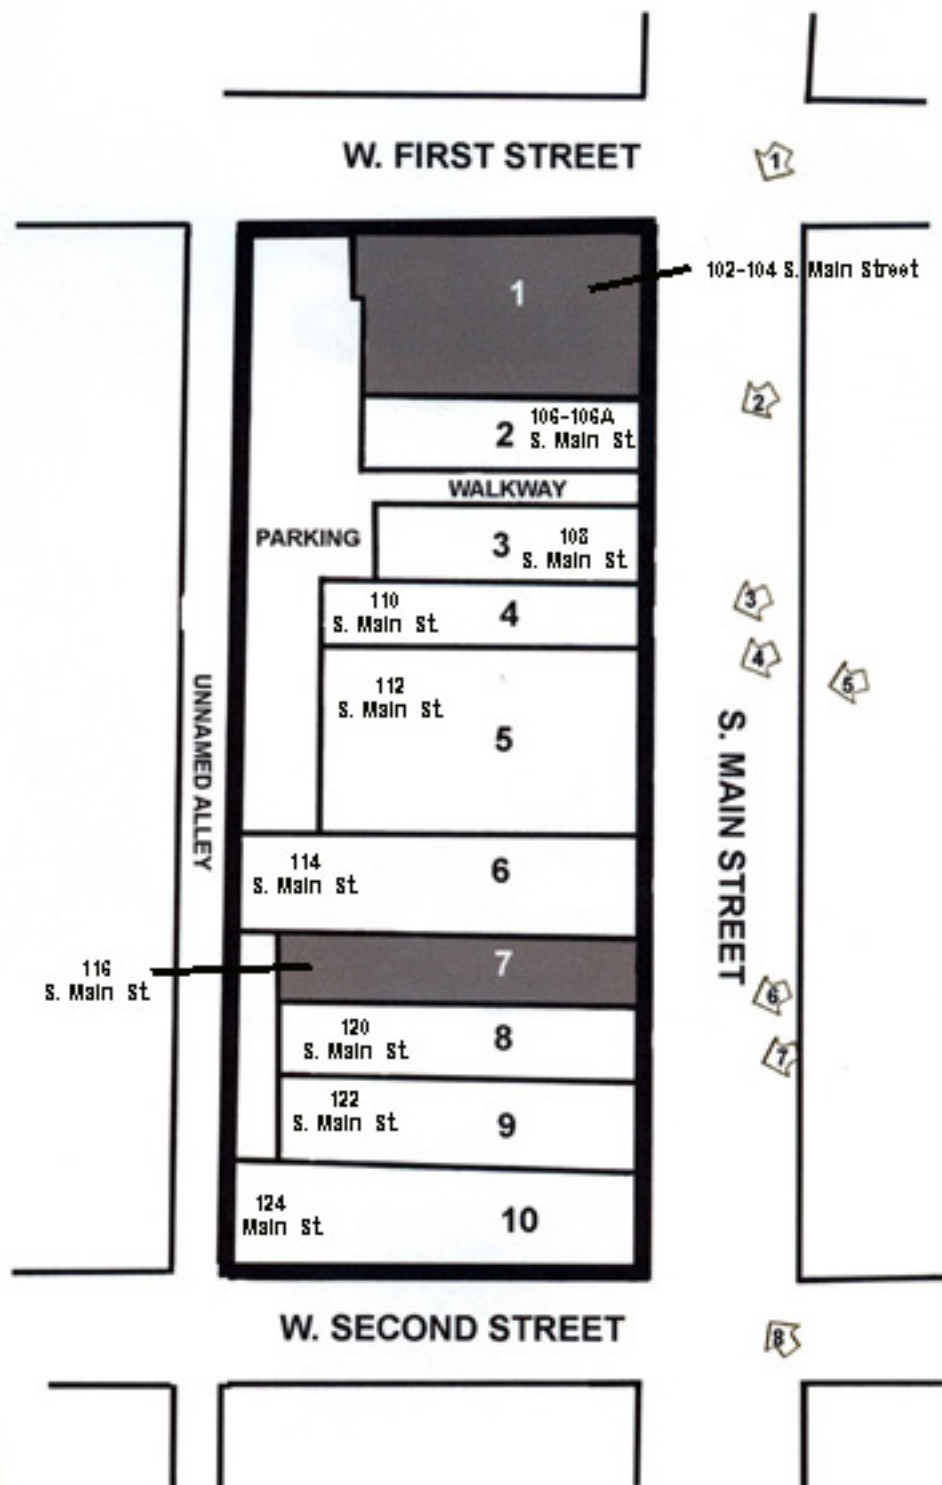 W. FIRST STREET
1
1
102-104 S. Main Street
2
2
106-106A
S. Main St
WALKWAY
PARKING
3
108
S. Main St
3
110
S. Main St
4
4
112
S. Main St
5
5
UNNAMED ALLEY
S. MAIN STREET
114
S. Main St
6
116
S. Main St
7
6
120
S. Main St
8
7
122
S. Main St
9
124
Main St
10
W. SECOND STREET
8